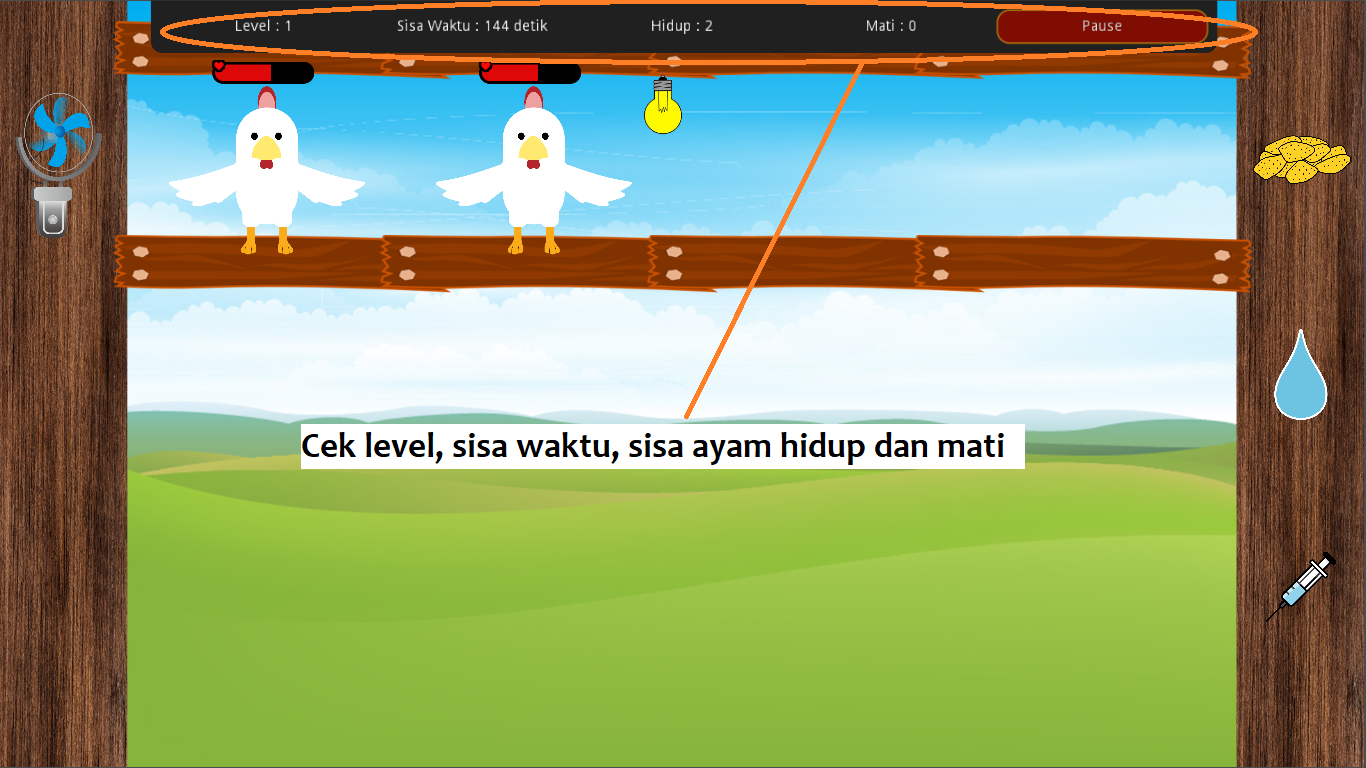 Level : 1
Sisa Waktu : 144 detik
Hidup : 2
Mati : 0
Pause
Cek level, sisa waktu, sisa ayam hidup dan mati